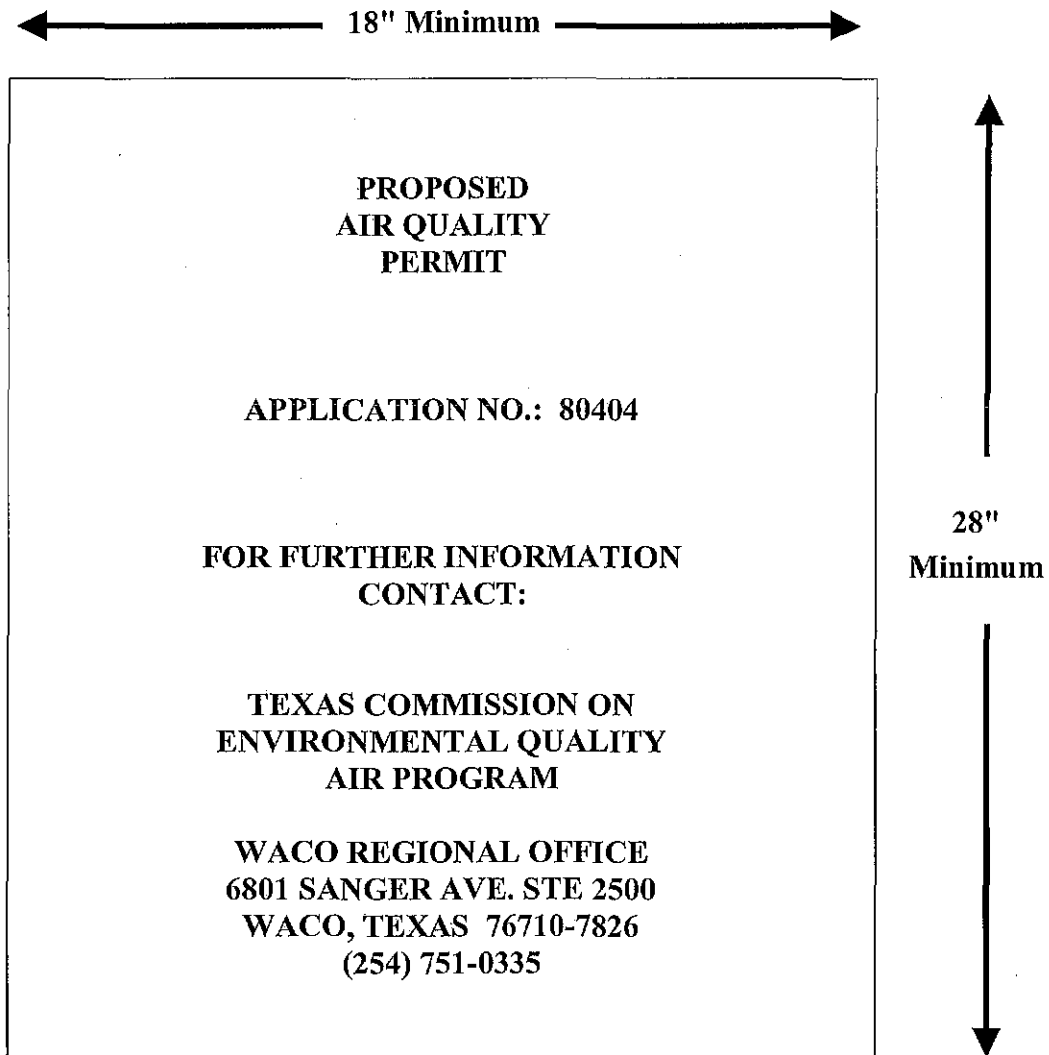 18" Minimum
PROPOSED
AIR QUALITY
PERMIT
APPLICATION NO.: 80404
FOR FURTHER INFORMATION
CONTACT:
TEXAS COMMISSION ON
ENVIRONMENTAL QUALITY
AIR PROGRAM
WACO REGIONAL OFFICE
6801 SANGER AVE. STE 2500
WACO, TEXAS 76710-7826
(254) 751-0335
28"
Minimum